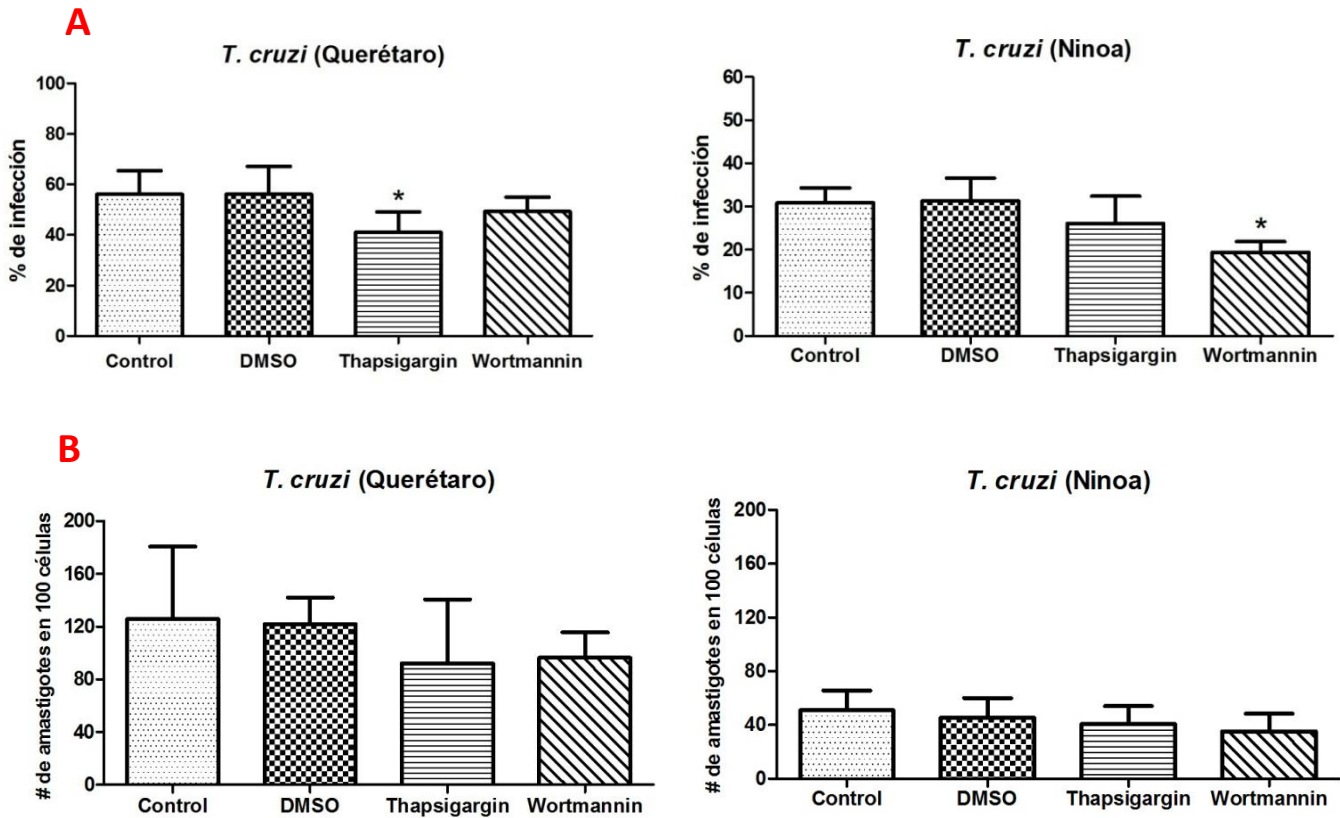 A
T. cruzi (Querétaro)
% de infección
100
80
60
40
20
0
*
Control DMSO Thapsigargin Wortmannin
T. cruzi (Ninoa)
% de infección
60
50
40
30
20
10
0
*
Control DMSO Thapsigargin Wortmannin
B
T. cruzi (Querétaro)
# de amastigotes en 100 células
200
160
120
80
40
0
Control DMSO Thapsigargin Wortmannin
T. cruzi (Ninoa)
# de amastigotes en 100 células
200
160
120
80
40
0
Control DMSO Thapsigargin Wortmannin